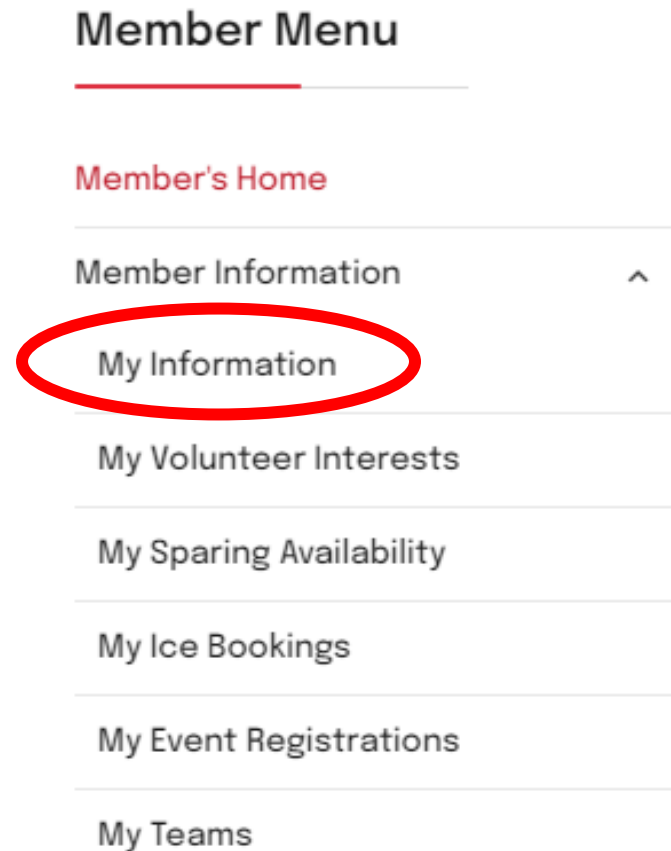 Member Menu
Member's Home
Member Information
My Information
My Volunteer Interests
My Sparing Availability
My Ice Bookings
My Event Registrations
My Teams